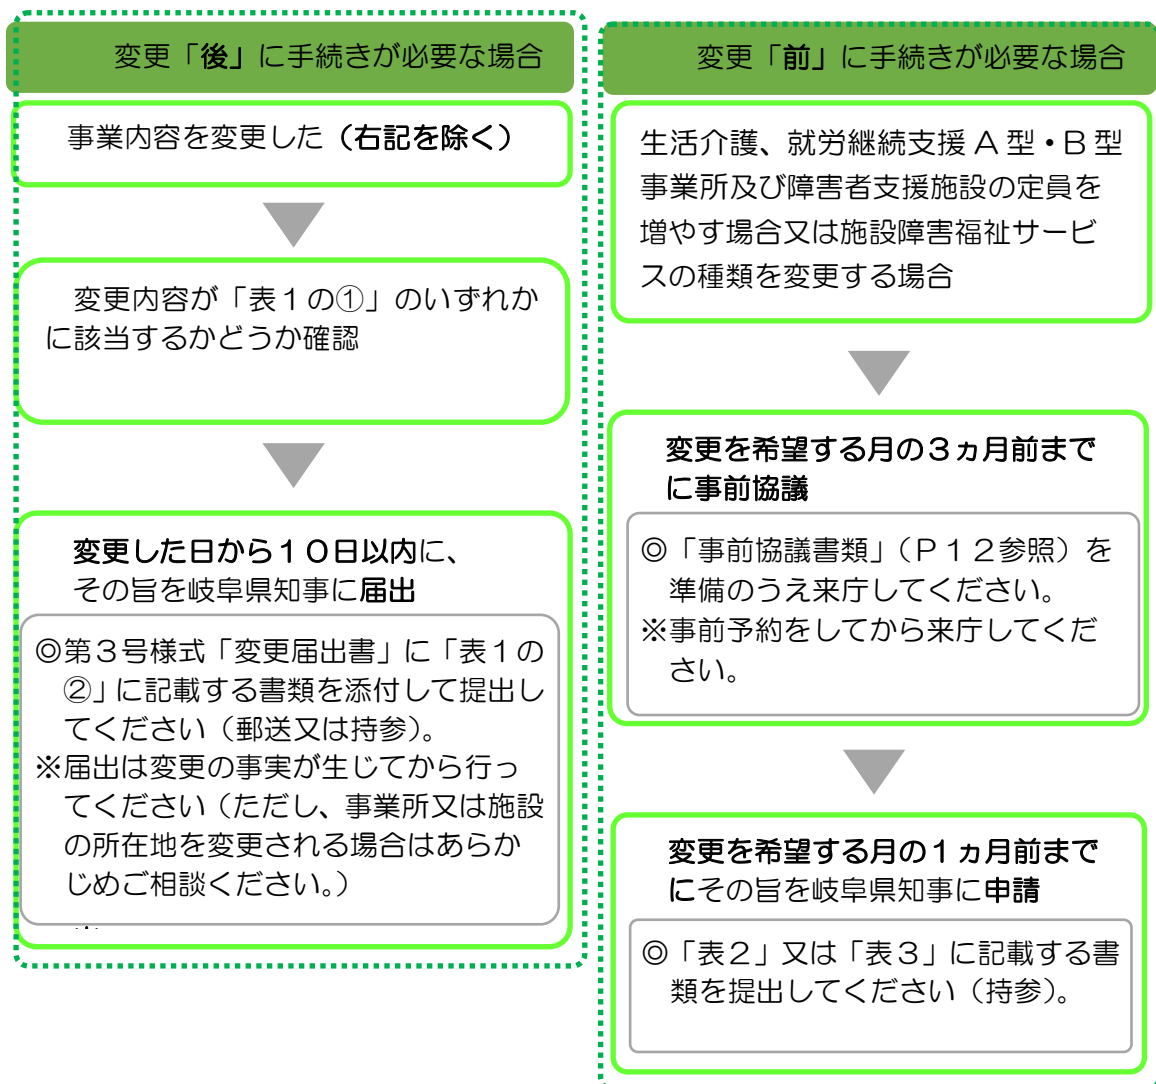 変更「後」に手続きが必要な場合
事業内容を変更した（右記を除く）
変更内容が「表１の①」のいずれか
に該当するかどうか確認
変更した日から１０日以内に、
その旨を岐阜県知事に届出
◎第３号様式「変更届出書」に「表１の
②」に記載する書類を添付して提出し
てください（郵送又は持参）。
※届出は変更の事実が生じてから行っ
てください（ただし、事業所又は施設
の所在地を変更される場合はあらか
じめご相談ください。）
変更「前」に手続きが必要な場合
生活介護、就労継続支援Ａ型・Ｂ型
事業所及び障害者支援施設の定員を
増やす場合又は施設障害福祉サービ
スの種類を変更する場合
変更を希望する月の３ヵ月前まで
に事前協議
◎「事前協議書類」（Ｐ１２参照）を
準備のうえ来庁してください。
※事前予約をしてから来庁してくだ
さい。
変更を希望する月の１ヵ月前まで
にその旨を岐阜県知事に申請
◎「表２」又は「表３」に記載する書
類を提出してください（持参）。